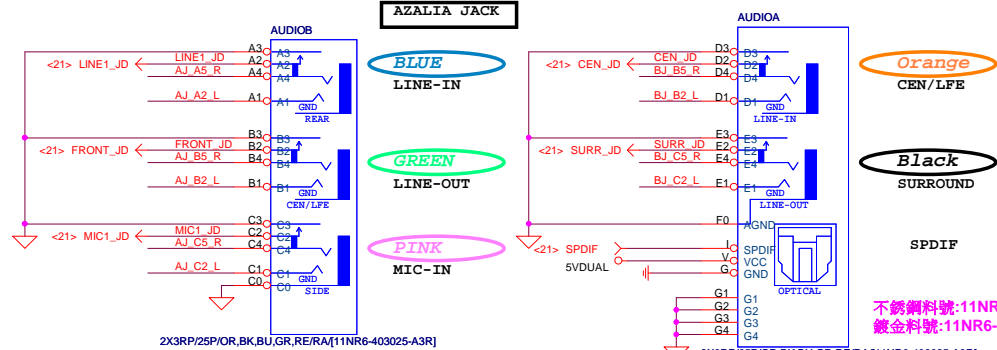 AZALIA JACK
AUDIOB
A3
A3
<21> LINE1_JD
LINE1_JD
A2
A2
AJ_A5_R
A4
A4
AJ_A2_L
A1
A1
GND
REAR
BLUE
LINE-IN
B3
B3
<21> FRONT_JD
FRONT_JD
B2
B2
AJ_B5_R
B4
B4
AJ_B2_L
B1
B1
GND
CEN/LFE
GREEN
LINE-OUT
C3
C3
<21> MIC1_JD
MIC1_JD
C2
C2
AJ_C5_R
C4
C4
AJ_C2_L
C1
C1
GND
C0
C0
SIDE
PINK
MIC-IN
2X3RP/25P/OR,BK,BU,GR,RE/RA/[11NR6-403025-A3R]
AUDIOA
D3
D3
<21> CEN_JD
CEN_JD
D2
D2
BJ_B5_R
D4
D4
BJ_B2_L
D1
D1
GND
LINE-IN
Orange
CEN/LFE
E3
E3
<21> SURR_JD
SURR_JD
E2
E2
BJ_C5_R
E4
E4
BJ_C2_L
E1
E1
GND
LINE-OUT
Black
SURROUND
F0
AGND
<21> SPDIF
I
SPDIF
5VDUAL
V
VCC
G
GND
OPTICAL
SPDIF
G1
G1
G2
G2
G3
G3
G4
G4
不銹鋼料號:11NR
鍍金料號:11NR6-